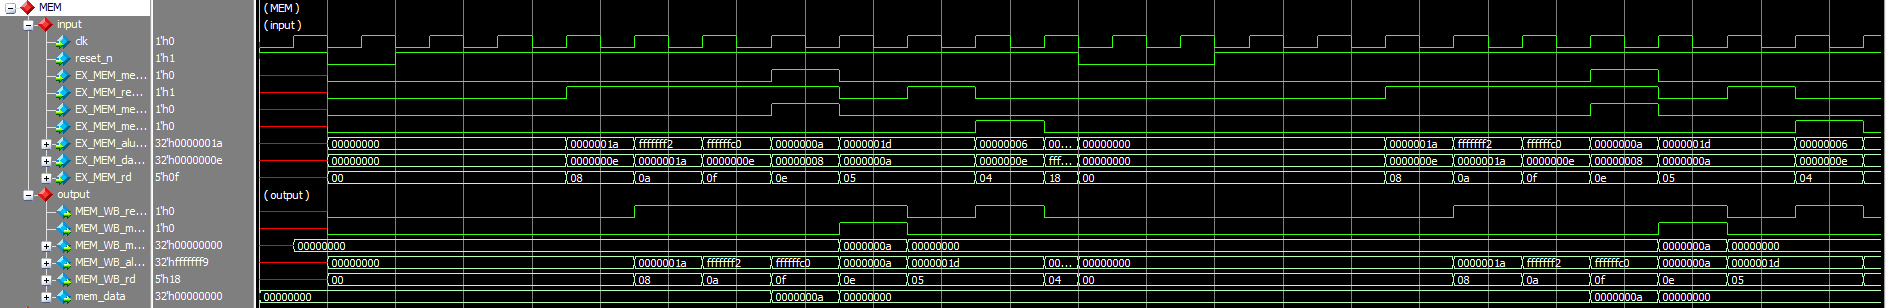 MEM (MEM)
input (input)
clk 1'h0
reset_n 1'h1
EX_MEM_me... 1'h0
EX_MEM_re... 1'h1
EX_MEM_me... 1'h0
EX_MEM_me... 1'h0
EX_MEM_alu... 32'h0000001a 00000000 0000001a fffffff2 ffffffc0 0000000a 0000001d 00000006 00... 00000000 0000001a fffffff2 ffffffc0 0000000a 0000001d 00000006
EX_MEM_da... 32'h0000000e 00000000 0000000e 0000001a 0000000e 00000008 0000000a 0000000e fff... 00000000 0000000e 0000001a 0000000e 00000008 0000000a 0000000e
EX_MEM_rd 5'h0f 00 08 0a 0f 0e 05 04 18 00 08 0a 0f 0e 05 04
output (output)
MEM_WB_re... 1'h0
MEM_WB_m... 1'h0
MEM_WB_m... 32'h00000000 00000000 0000000a 00000000 0000000a 00000000
MEM_WB_al... 32'hfffffff9 00000000 0000001a fffffff2 ffffffc0 0000000a 0000001d 00... 00000000 0000001a fffffff2 ffffffc0 0000000a 0000001d
MEM_WB_rd 5'h18 00 08 0a 0f 0e 05 04 00 08 0a 0f 0e 05
mem_data 32'h00000000 00000000 0000000a 00000000 0000000a 00000000